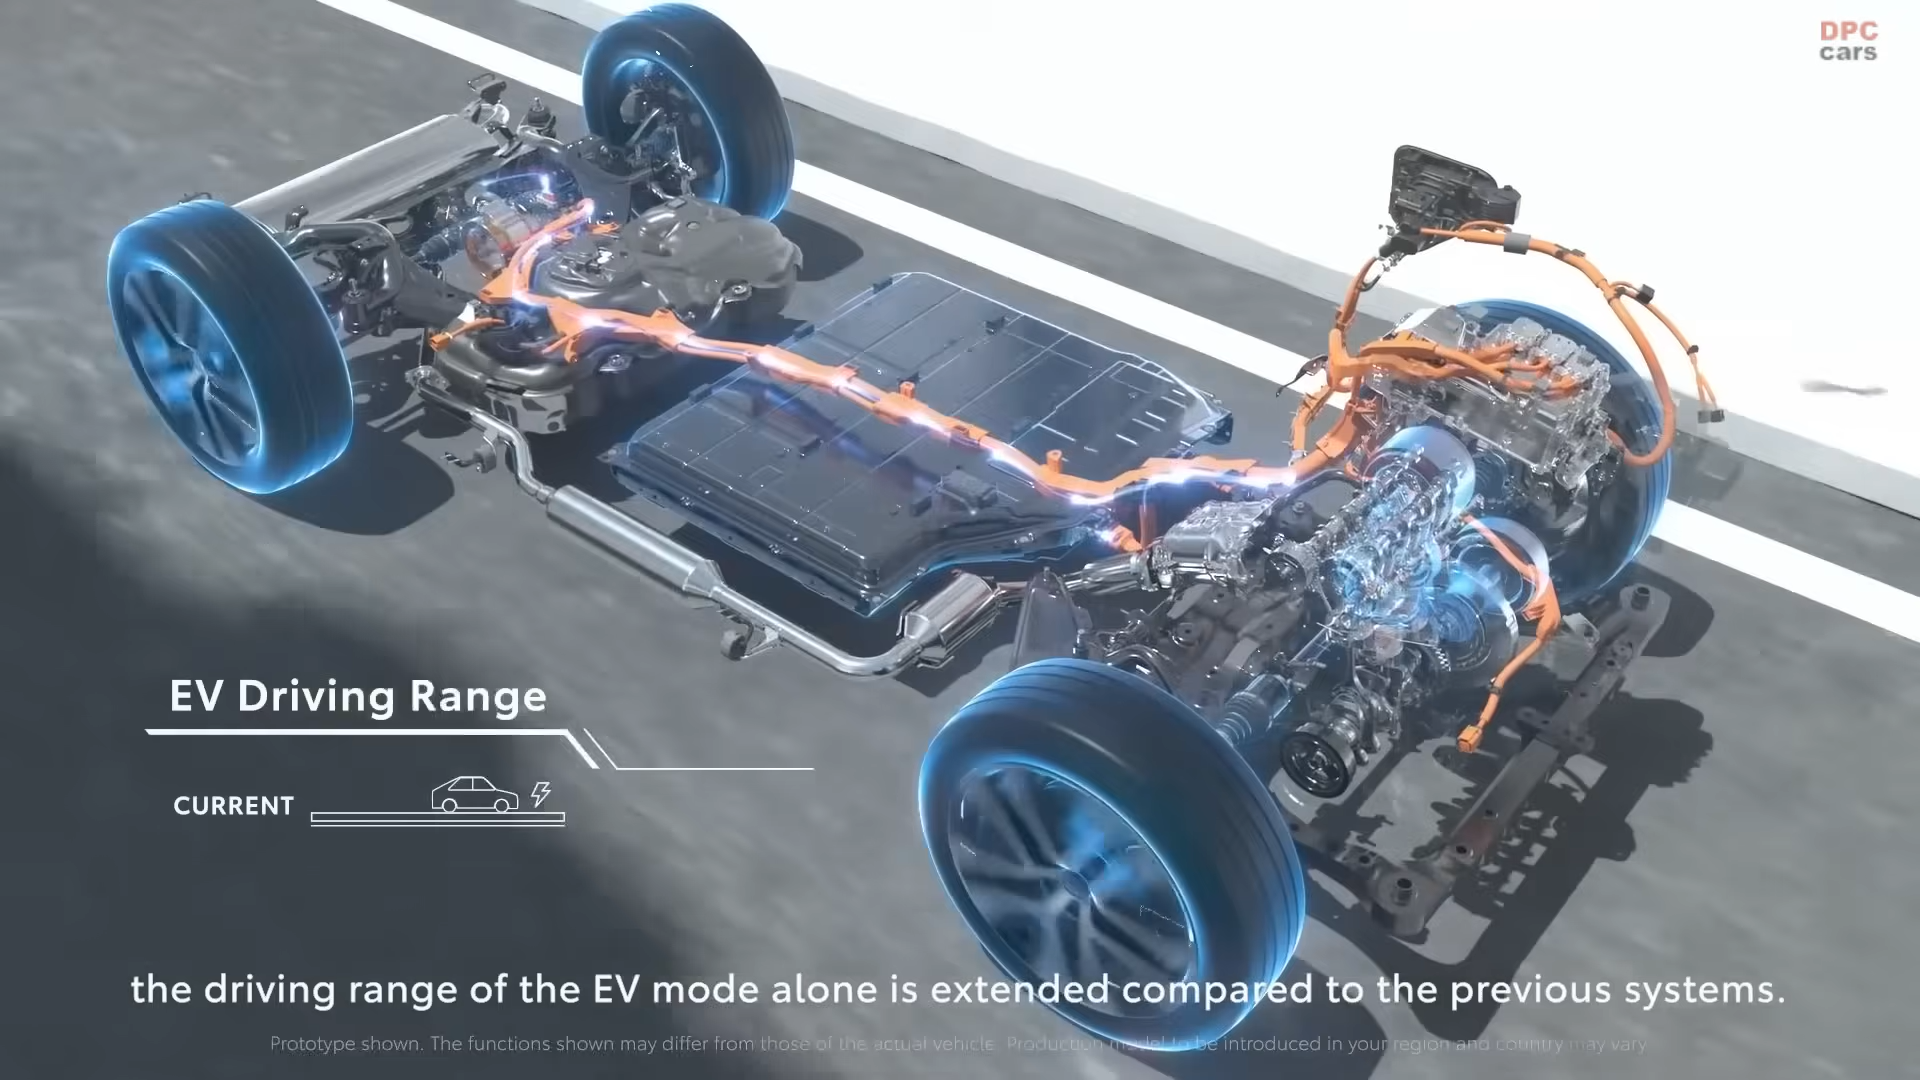 DPC
cars
EV Driving Range
CURRENT
the driving range of the EV mode alone is extended compared to the previous systems.
Prototype shown. The functions shown may differ from those of the actual vehicle. Production model to be introduced in your region and country may vary